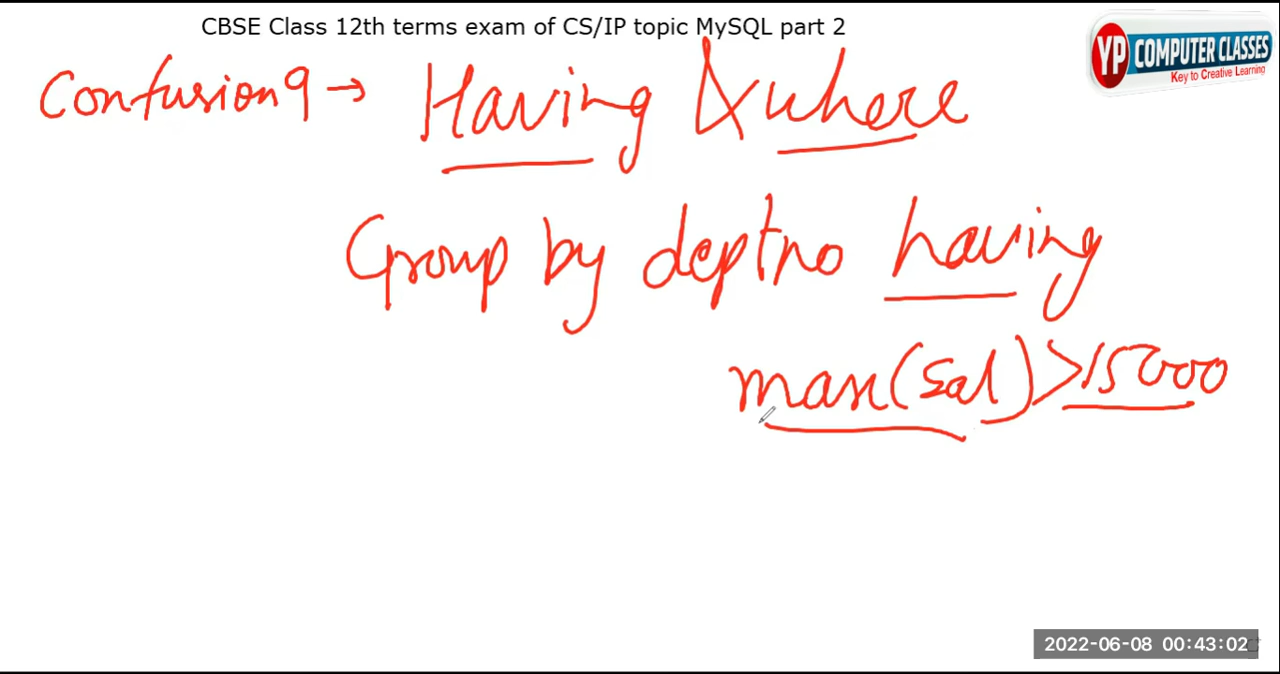 CBSE Class 12th terms exam of CS/IP topic MySQL part 2
YP COMPUTER CLASSES
Key to Creative Learning
Confusion 9 → Having & where
Group by deptno having
max(sal) > 15000
2022-06-08 00:43:02